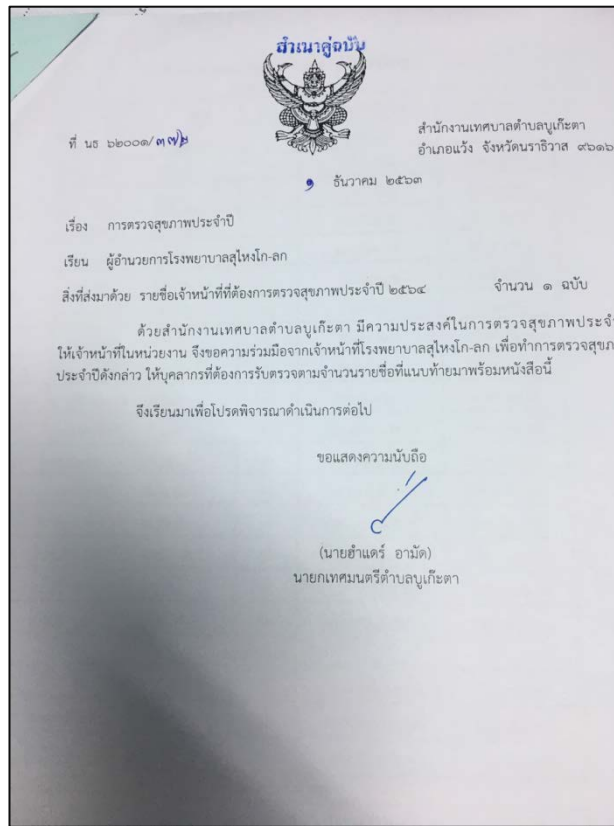 สำเนาคู่ฉบับ
ที่ นธ ๖๒๐๐๑/๓๗๒
สำนักงานเทศบาลตำบลบูเก๊ะตา
อำเภอแว้ง จังหวัดนราธิวาส ๙๖๑๖
๑ ธันวาคม ๒๕๖๓
เรื่อง การตรวจสุขภาพประจำปี
เรียน ผู้อำนวยการโรงพยาบาลสุไหงโก-ลก
สิ่งที่ส่งมาด้วย รายชื่อเจ้าหน้าที่ที่ต้องการตรวจสุขภาพประจำปี ๒๕๖๔ จำนวน ๑ ฉบับ
ด้วยสำนักงานเทศบาลตำบลบูเก๊ะตา มีความประสงค์ในการตรวจสุขภาพประจำ
ให้เจ้าหน้าที่ในหน่วยงาน จึงขอความร่วมมือจากเจ้าหน้าที่โรงพยาบาลสุไหงโก-ลก เพื่อทำการตรวจสุขภ
ประจำปีดังกล่าว ให้บุคลากรที่ต้องการรับตรวจตามจำนวนรายชื่อที่แนบท้ายมาพร้อมหนังสือนี้
จึงเรียนมาเพื่อโปรดพิจารณาดำเนินการต่อไป
ขอแสดงความนับถือ
(นายฮำแดร์ อามัด)
นายกเทศมนตรีตำบลบูเก๊ะตา